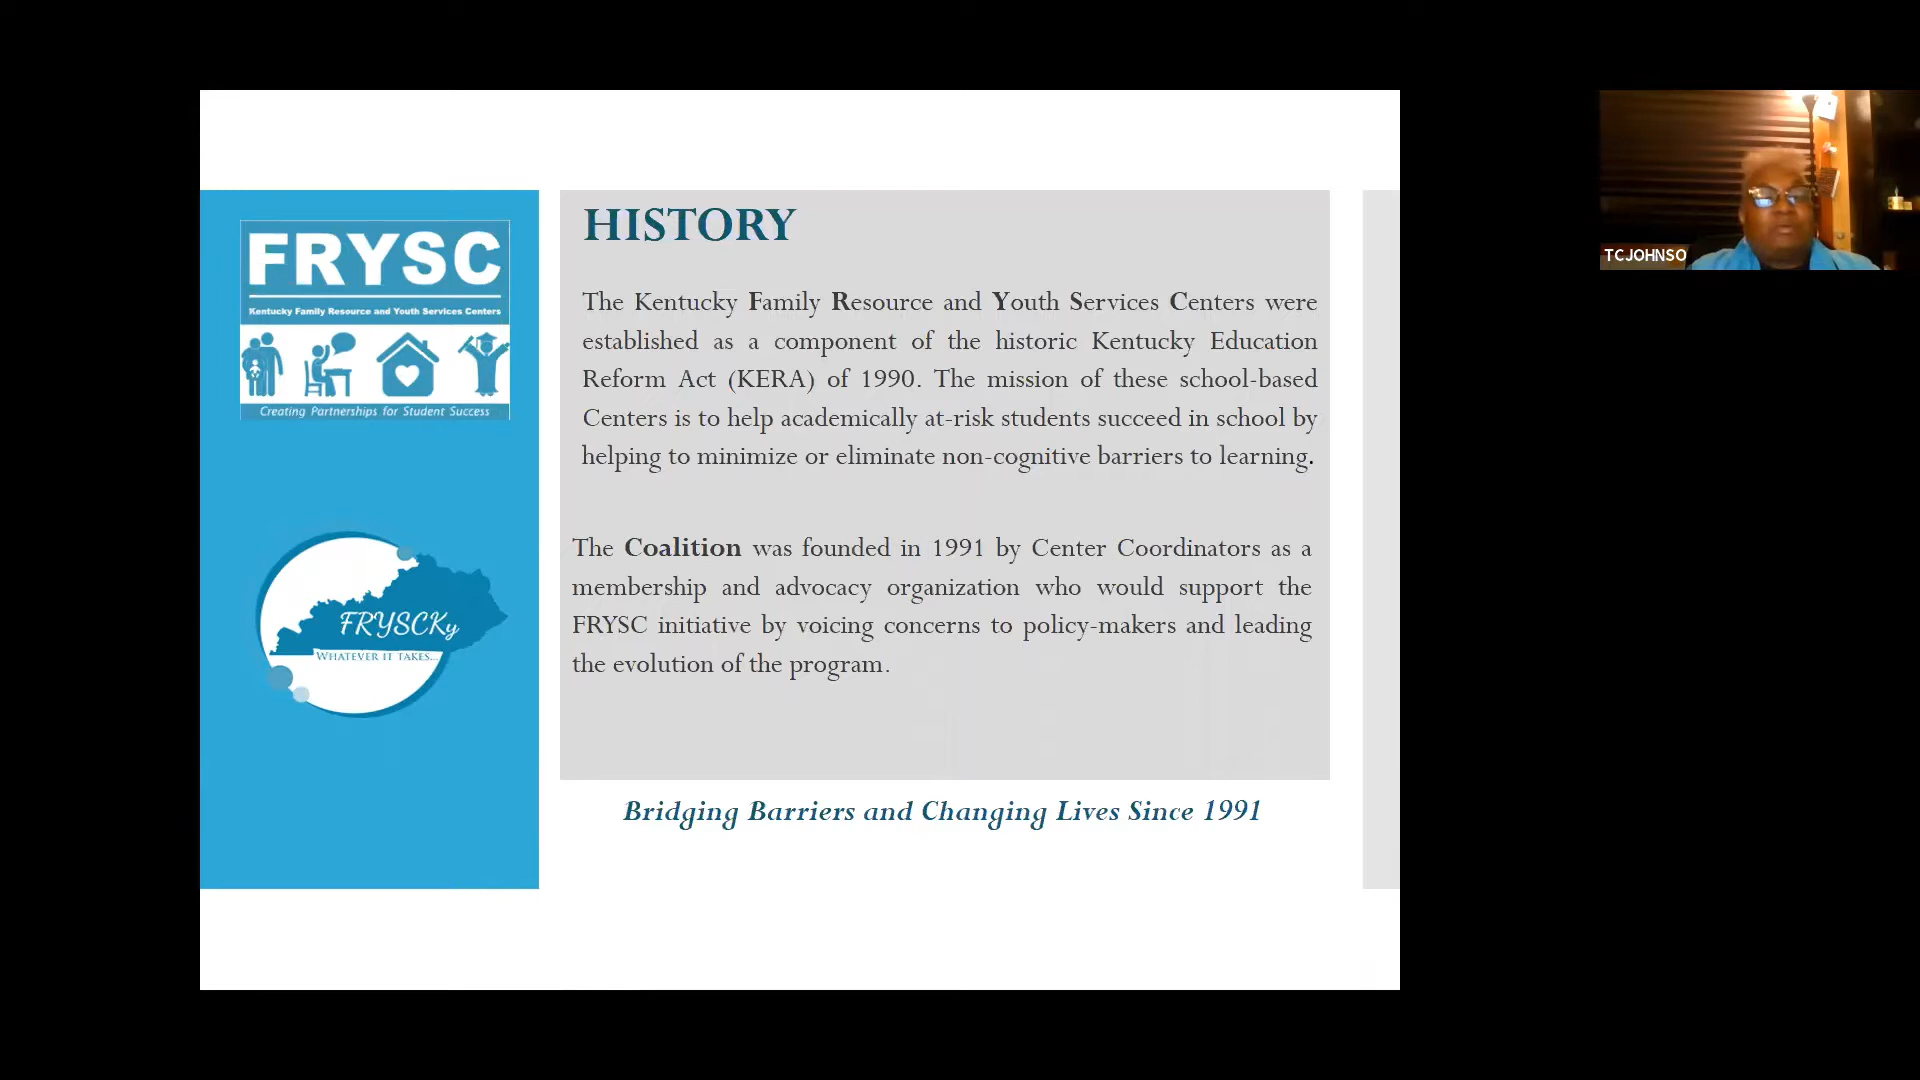 FRYSC
Kentucky Family Resource and Youth Services Centers
Creating Partnerships for Student Success
FRYSCKy
WHATEVER IT TAKES...
HISTORY
The Kentucky Family Resource and Youth Services Centers were
established as a component of the historic Kentucky Education
Reform Act (KERA) of 1990. The mission of these school-based
Centers is to help academically at-risk students succeed in school by
helping to minimize or eliminate non-cognitive barriers to learning.
The Coalition was founded in 1991 by Center Coordinators as a
membership and advocacy organization who would support the
FRYSC initiative by voicing concerns to policy-makers and leading
the evolution of the program.
Bridging Barriers and Changing Lives Since 1991
TCJOHNSO